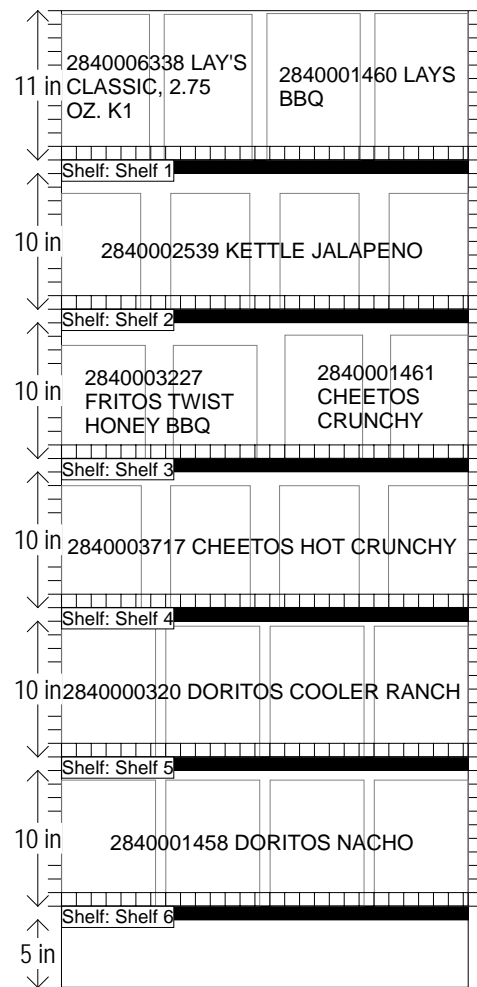 2840006338 LAY'S
CLASSIC, 2.75
OZ. K1
2840001460 LAYS
BBQ
11 in
Shelf: Shelf 1
2840002539 KETTLE JALAPENO
10 in
Shelf: Shelf 2
2840003227
FRITOS TWIST
HONEY BBQ
2840001461
CHEETOS
CRUNCHY
10 in
Shelf: Shelf 3
10 in
2840003717 CHEETOS HOT CRUNCHY
Shelf: Shelf 4
10 in
2840000320 DORITOS COOLER RANCH
Shelf: Shelf 5
10 in
2840001458 DORITOS NACHO
Shelf: Shelf 6
5 in